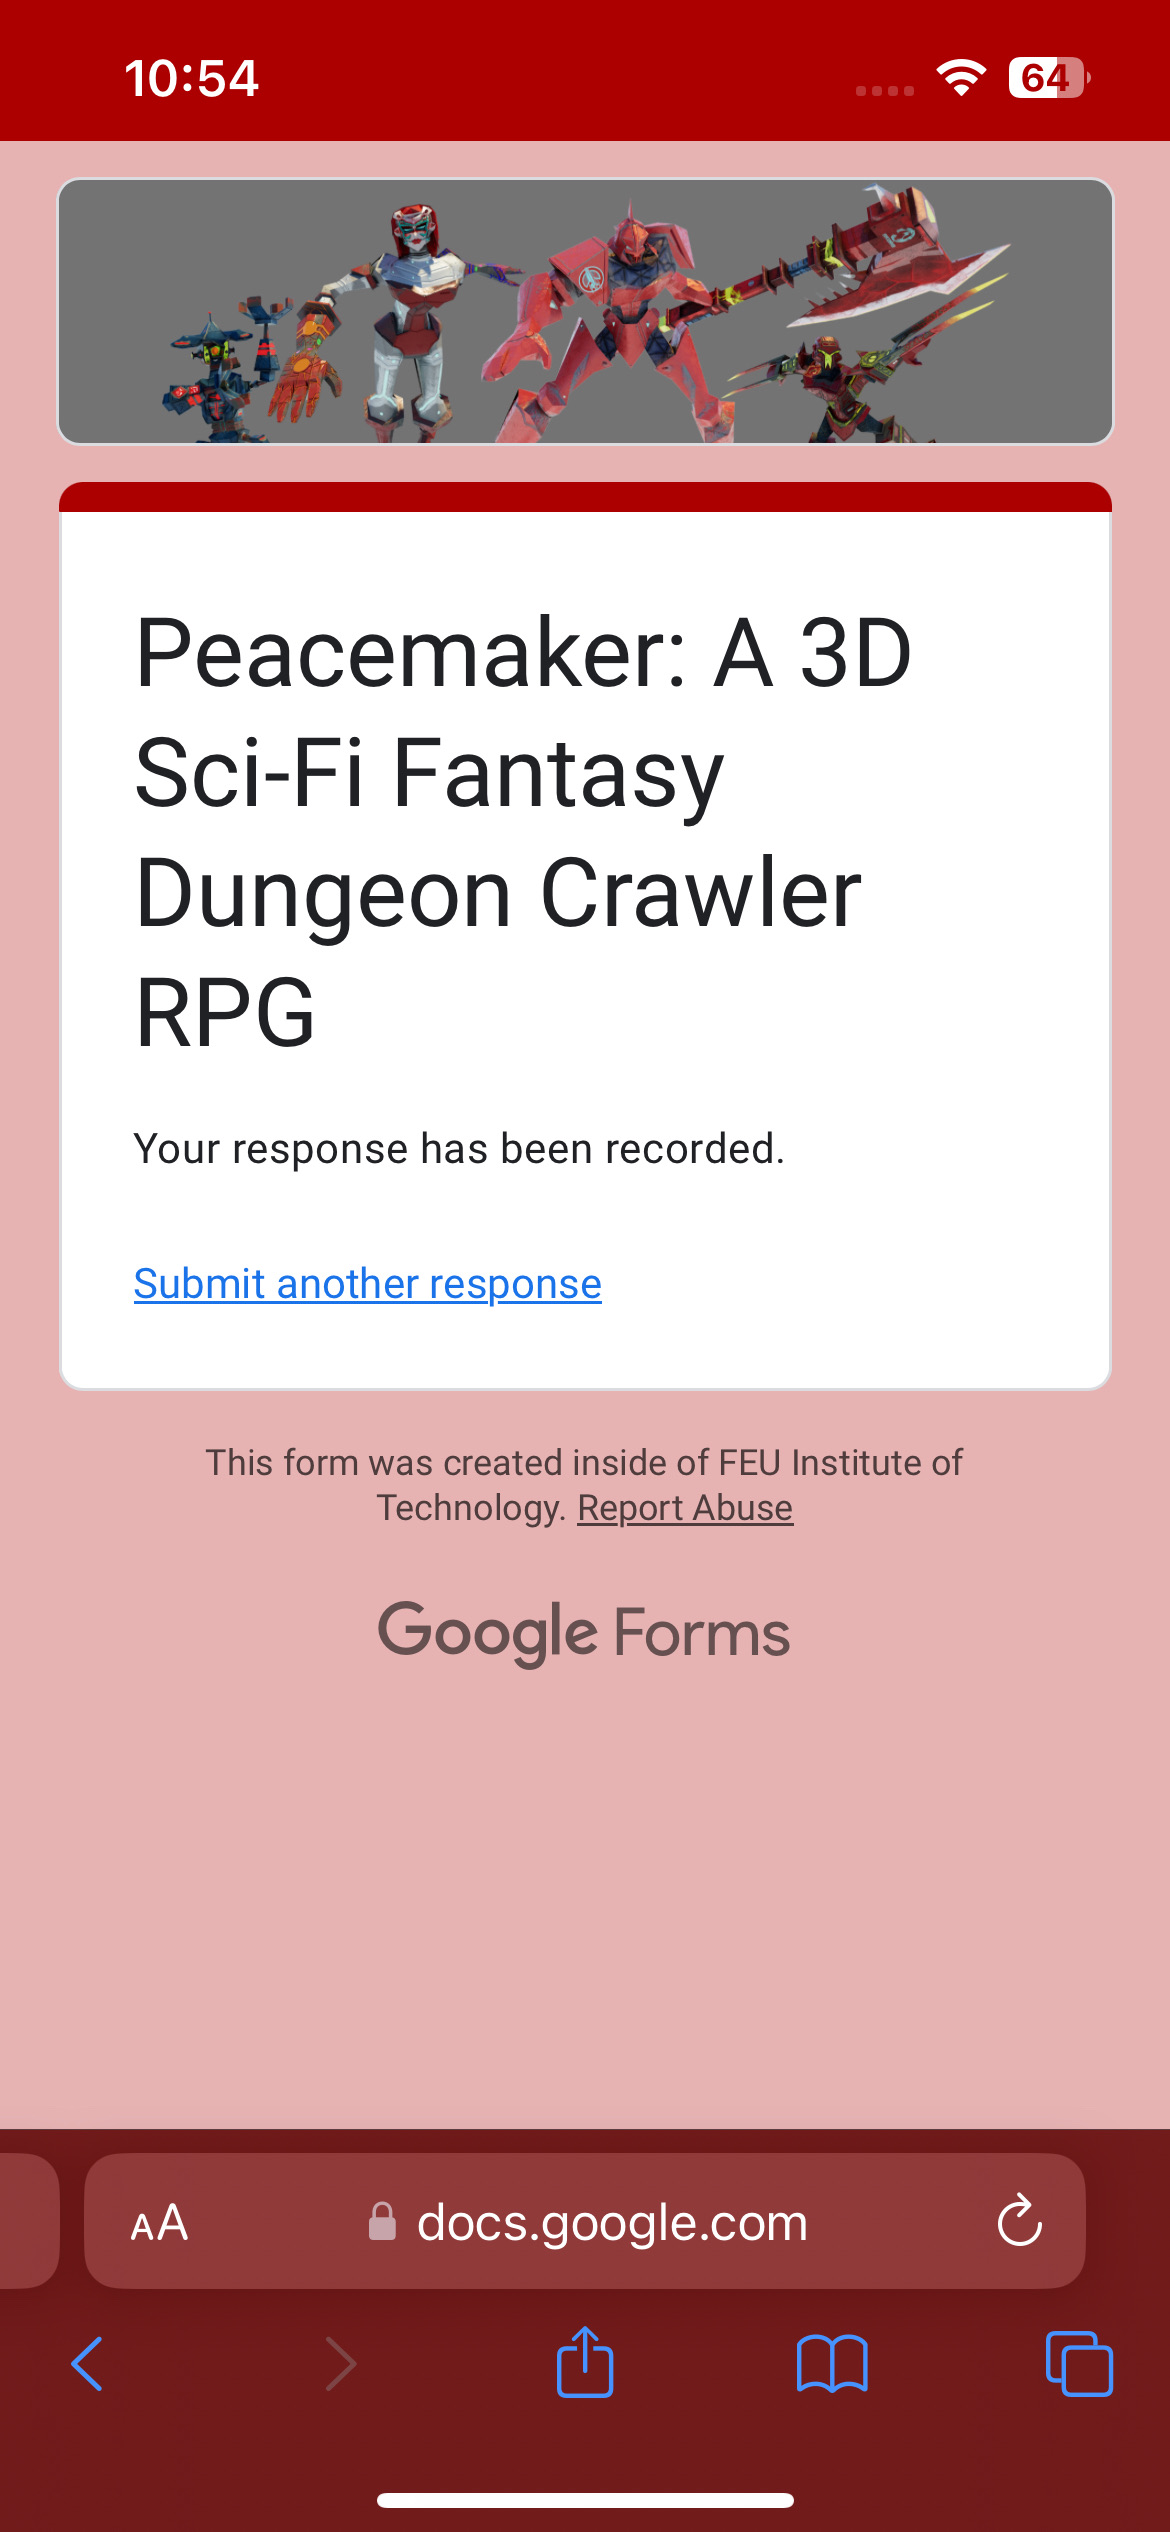 10:54
64
Peacemaker: A 3D
Sci-Fi Fantasy
Dungeon Crawler
RPG
Your response has been recorded.
Submit another response
This form was created inside of FEU Institute of
Technology. Report Abuse
Google Forms
AA docs.google.com